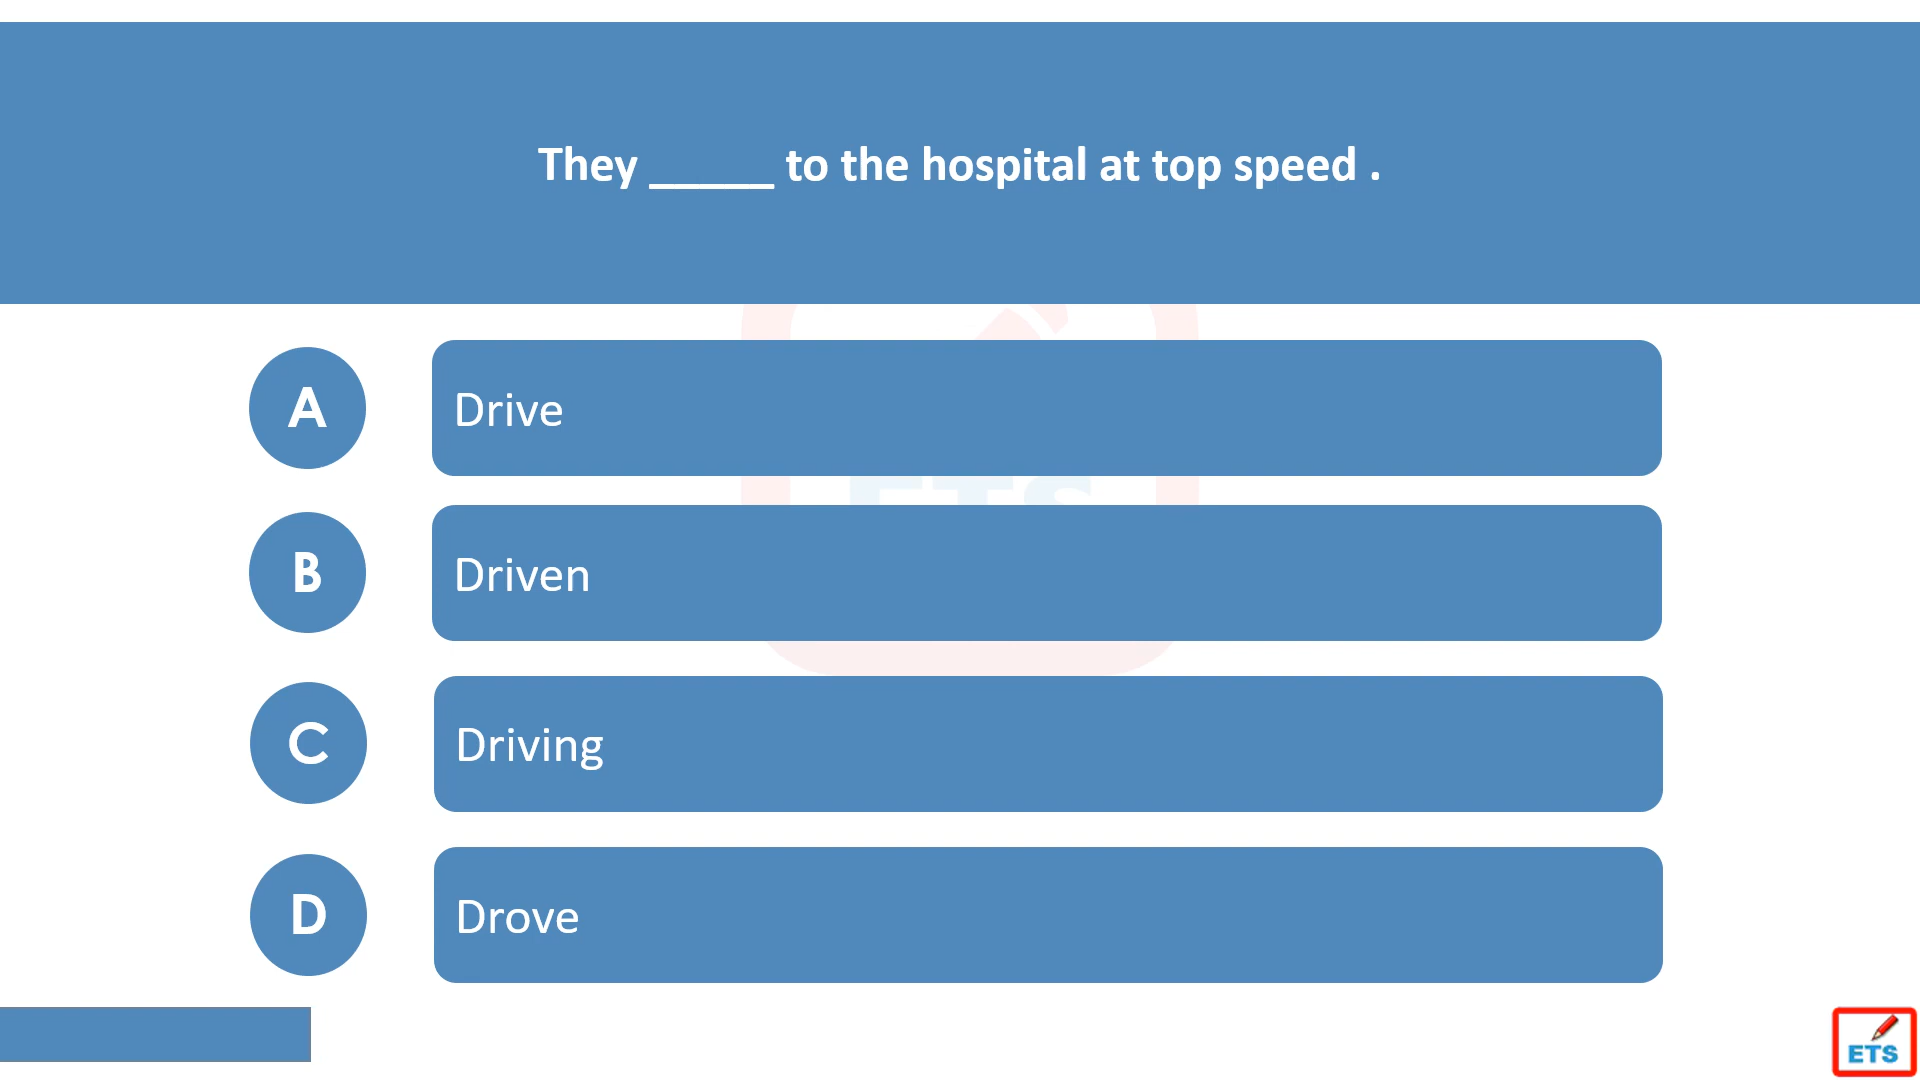 They _____ to the hospital at top speed .
A
Drive
B
Driven
C
Driving
D
Drove
ETS